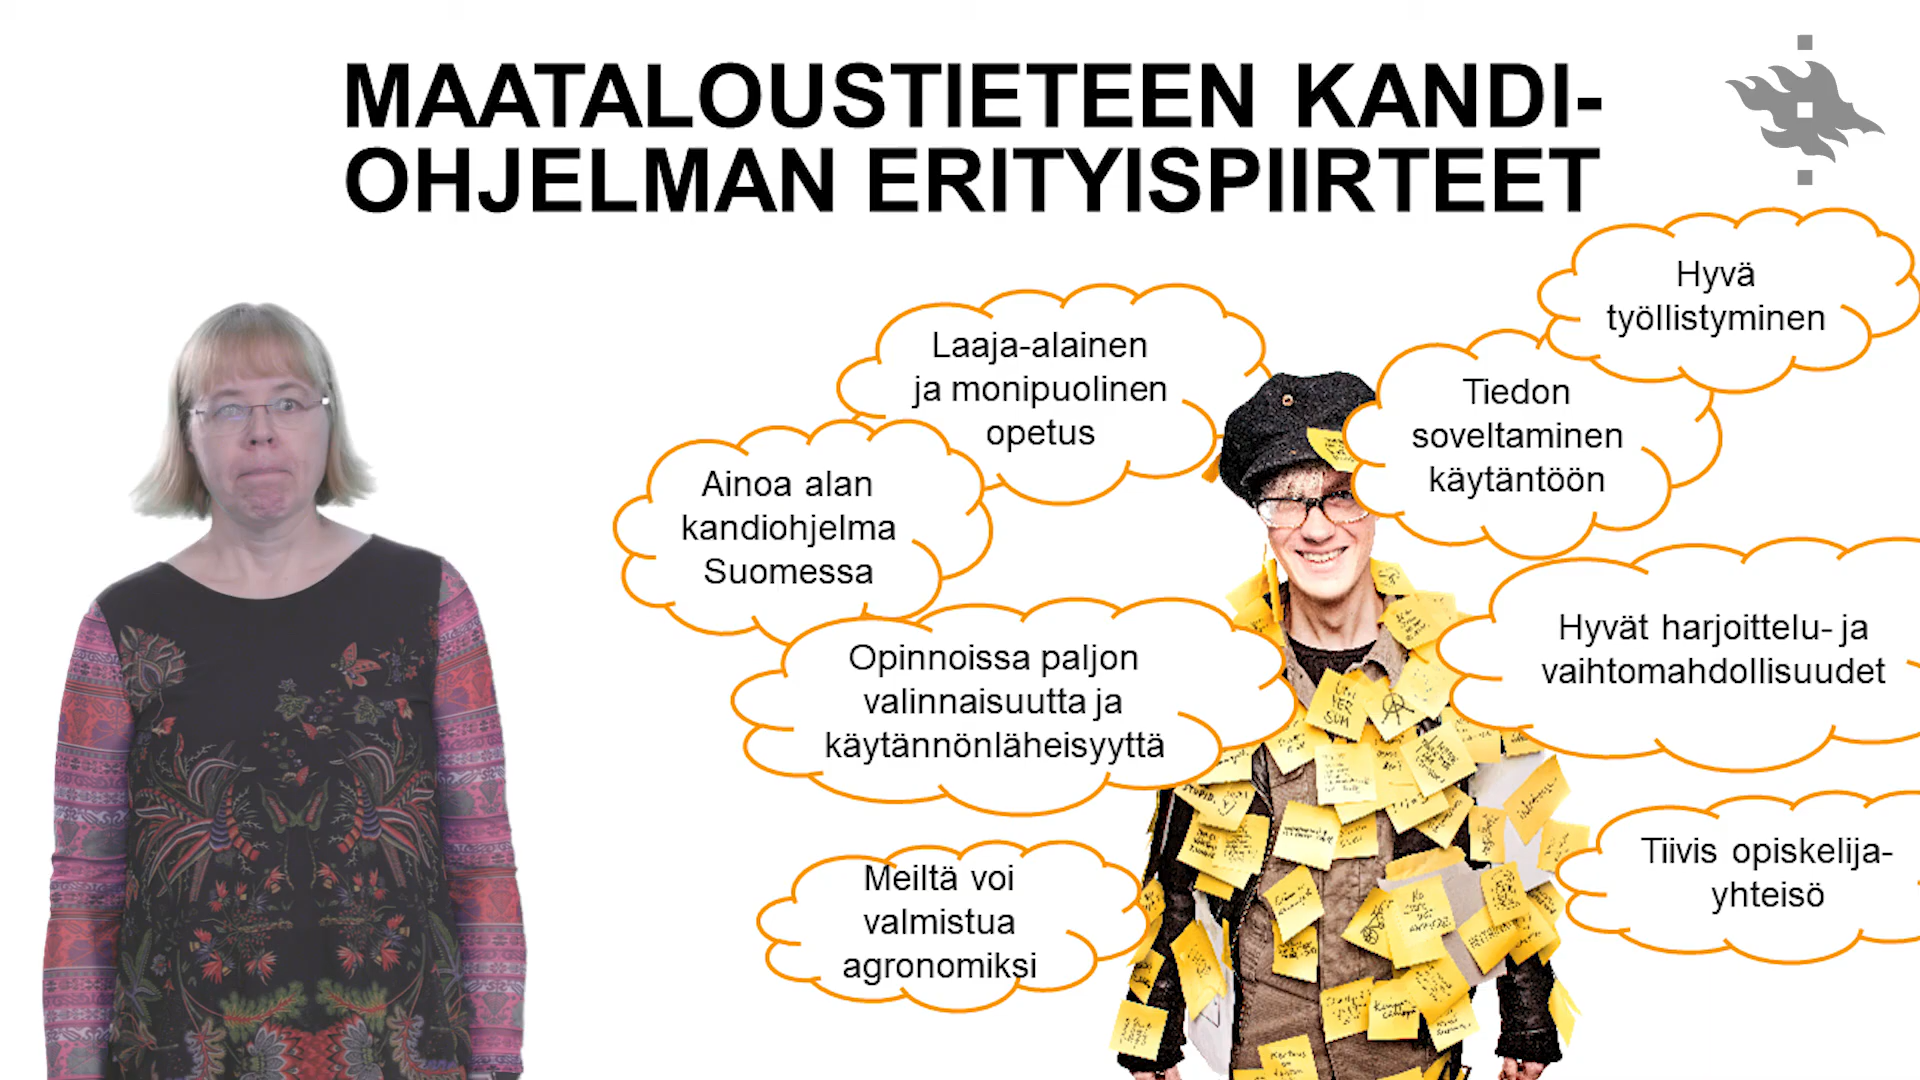 MAATALOUSTIETEEN KANDI-
OHJELMAN ERITYISPIIRTEET
Hyvä
työllistyminen
Laaja-alainen
ja monipuolinen
opetus
Tiedon
soveltaminen
käytäntöön
Ainoa alan
kandiohjelma
Suomessa
Hyvät harjoittelu- ja
vaihtomahdollisuudet
Opinnoissa paljon
valinnaisuutta ja
käytännönläheisyyttä
Tiivis opiskelija-
yhteisö
Meiltä voi
valmistua
agronomiksi